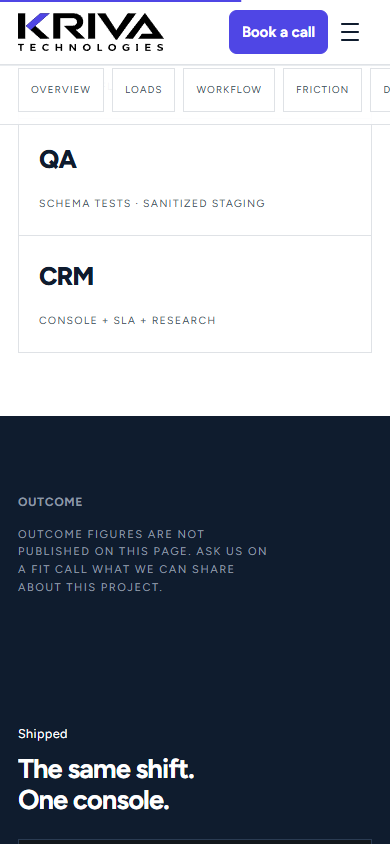 KRIVA
TECHNOLOGIES
Book a call
OVERVIEW LOADS WORKFLOW FRICTION D
QA
SCHEMA TESTS · SANITIZED STAGING
CRM
CONSOLE + SLA + RESEARCH
OUTCOME
OUTCOME FIGURES ARE NOT
PUBLISHED ON THIS PAGE. ASK US ON
A FIT CALL WHAT WE CAN SHARE
ABOUT THIS PROJECT.
Shipped
The same shift.
One console.